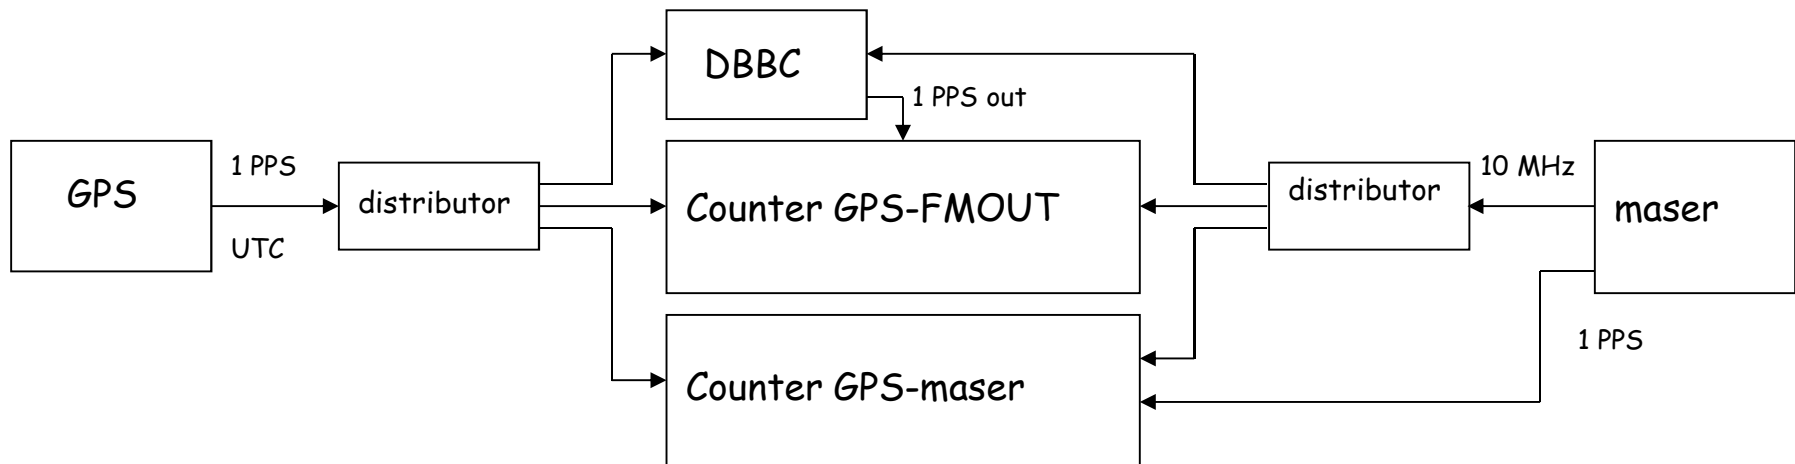 DBBC
1 PPS out
GPS
1 PPS
UTC
distributor
Counter GPS-FMOUT
distributor
10 MHz
maser
1 PPS
Counter GPS-maser